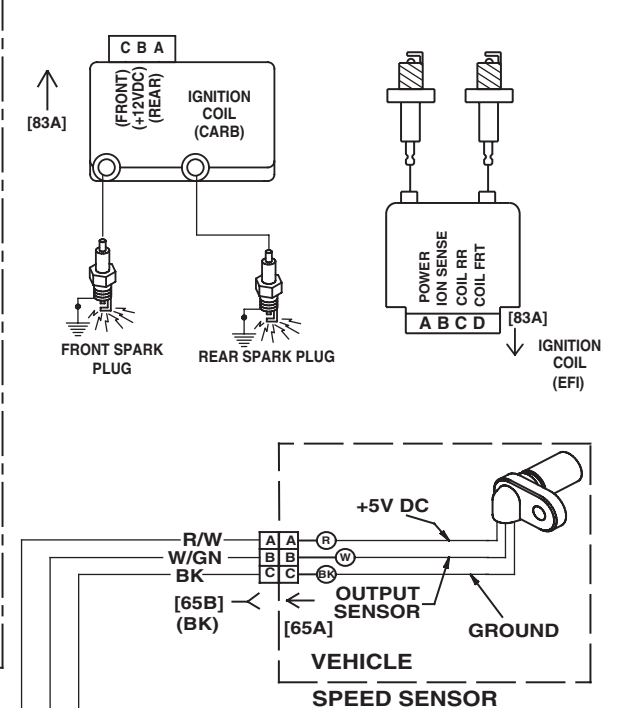 C B A
(FRONT)
(+12VDC)
(REAR)
IGNITION
COIL
(CARB)
[83A]
FRONT SPARK
PLUG
REAR SPARK PLUG
POWER
ION SENSE
COIL RR
COIL FRT
A B C D
[83A]
IGNITION
COIL
(EFI)
+5V DC
R/W
A A
R
W/GN
B B
W
BK
C C
BK
OUTPUT
SENSOR
[65B]
(BK)
[65A]
GROUND
VEHICLE
SPEED SENSOR